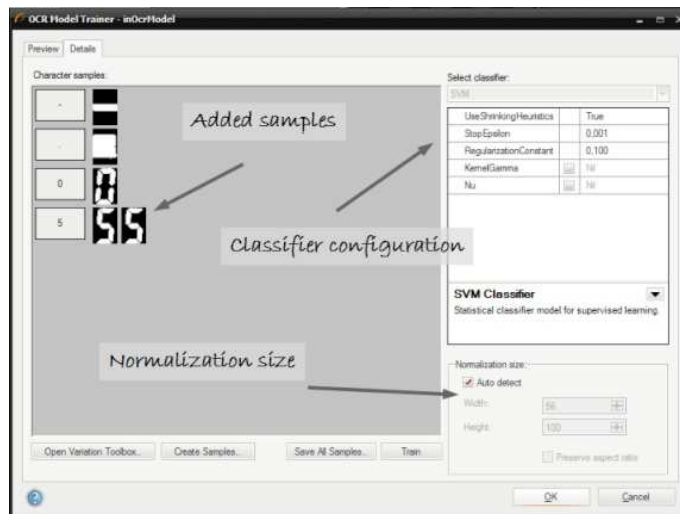 OCR Model Trainer - inOcrModel
Preview Details
Character samples:
-
.
0
5
Added samples
Classifier configuration
Normalization size
Select classifier:
SVM
UseShrinkingHeuristics True
StopEpsilon 0,001
RegularizationConstant 0,100
KernelGamma Nil
Nu Nil
SVM Classifier
Statistical classifier model for supervised learning.
Normalization size:
Auto detect
Width: 56
Height: 100
Preserve aspect ratio
Open Variation Toolbox... Create Samples... Save All Samples... Train
OK Cancel